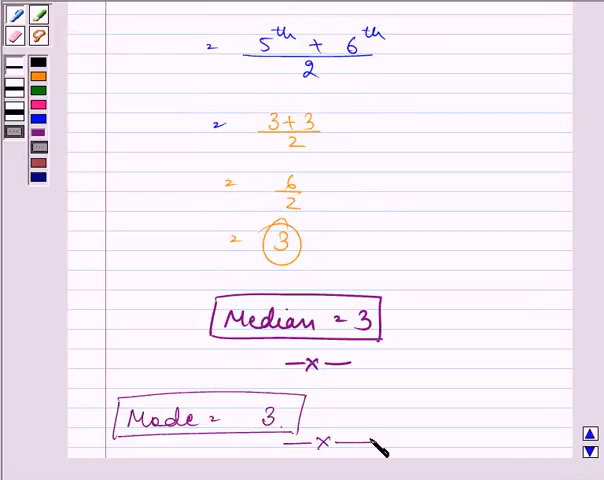 = 5th + 6th
2
= 3 + 3
2
= 6
2
= 3
Median = 3
— x —
Mode = 3.
— x —